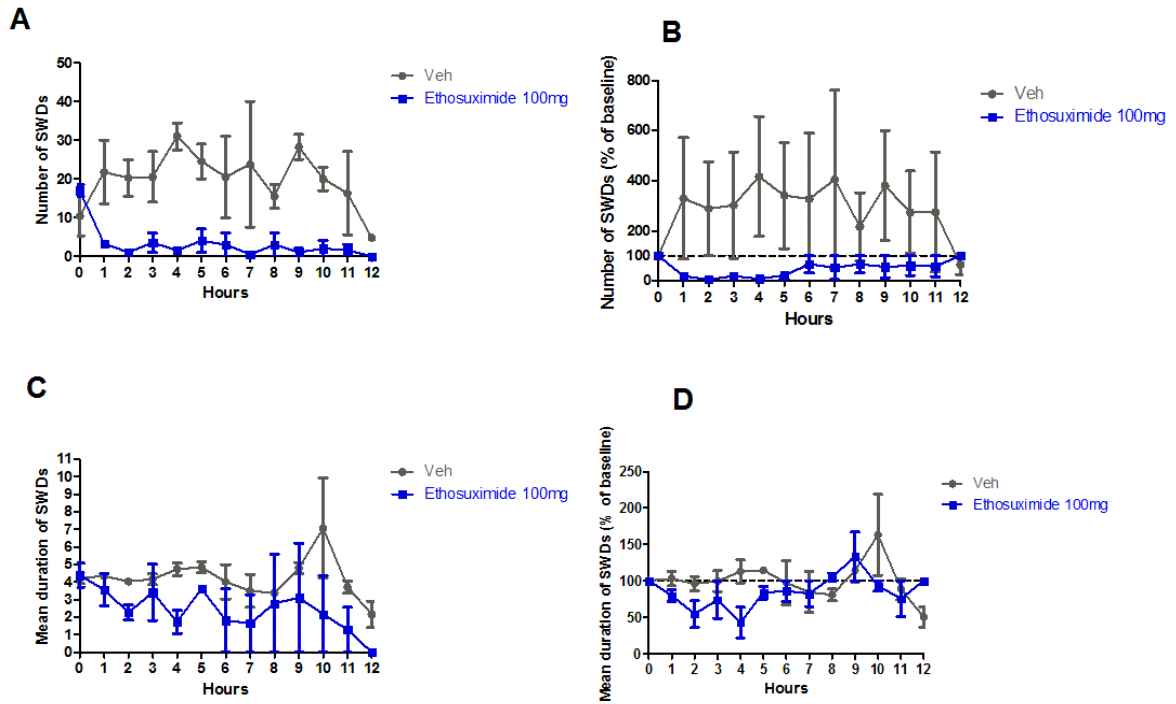 A
Number of SWDs
50
40
30
20
10
0
0 1 2 3 4 5 6 7 8 9 10 11 12
Hours
Veh
Ethosuximide 100mg
B
Number of SWDs (% of baseline)
800
600
400
200
100
0
0 1 2 3 4 5 6 7 8 9 10 11 12
Hours
Veh
Ethosuximide 100mg
C
Mean duration of SWDs
11
10
9
8
7
6
5
4
3
2
1
0
0 1 2 3 4 5 6 7 8 9 10 11 12
Hours
Veh
Ethosuximide 100mg
D
Mean duration of SWDs (% of baseline)
250
200
150
100
50
0
0 1 2 3 4 5 6 7 8 9 10 11 12
Hours
Veh
Ethosuximide 100mg